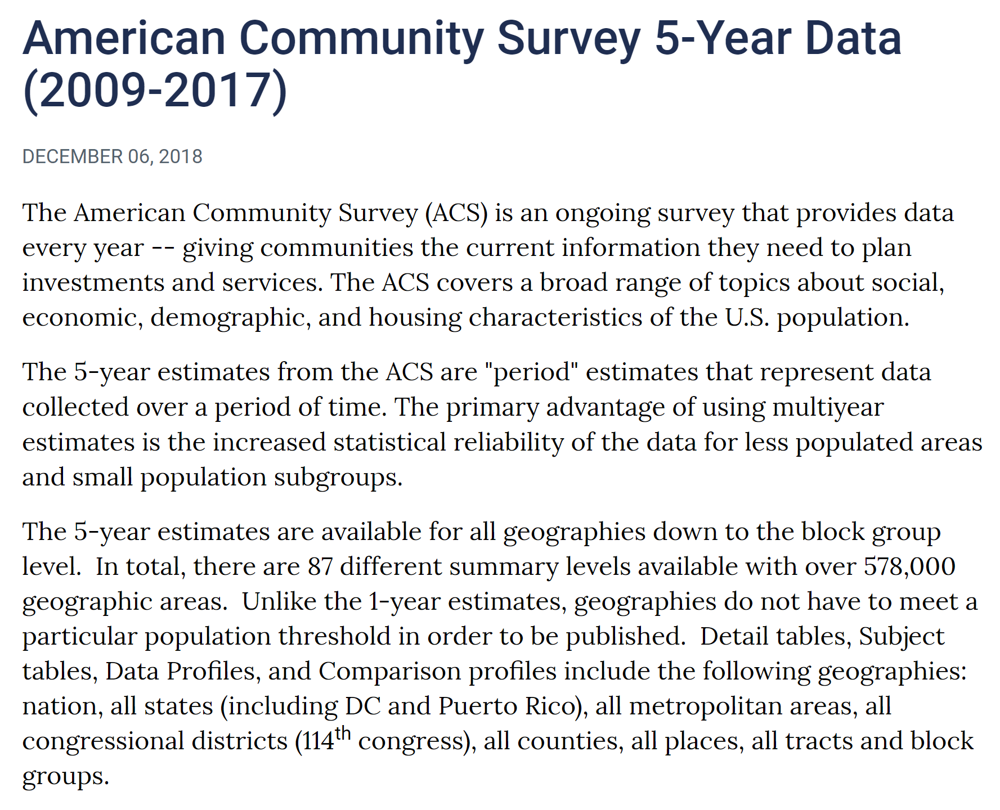 American Community Survey 5-Year Data
(2009-2017)
DECEMBER 06, 2018
The American Community Survey (ACS) is an ongoing survey that provides data
every year -- giving communities the current information they need to plan
investments and services. The ACS covers a broad range of topics about social,
economic, demographic, and housing characteristics of the U.S. population.
The 5-year estimates from the ACS are "period" estimates that represent data
collected over a period of time. The primary advantage of using multiyear
estimates is the increased statistical reliability of the data for less populated areas
and small population subgroups.
The 5-year estimates are available for all geographies down to the block group
level.  In total, there are 87 different summary levels available with over 578,000
geographic areas.  Unlike the 1-year estimates, geographies do not have to meet a
particular population threshold in order to be published.  Detail tables, Subject
tables, Data Profiles, and Comparison profiles include the following geographies:
nation, all states (including DC and Puerto Rico), all metropolitan areas, all
congressional districts (114th congress), all counties, all places, all tracts and block
groups.